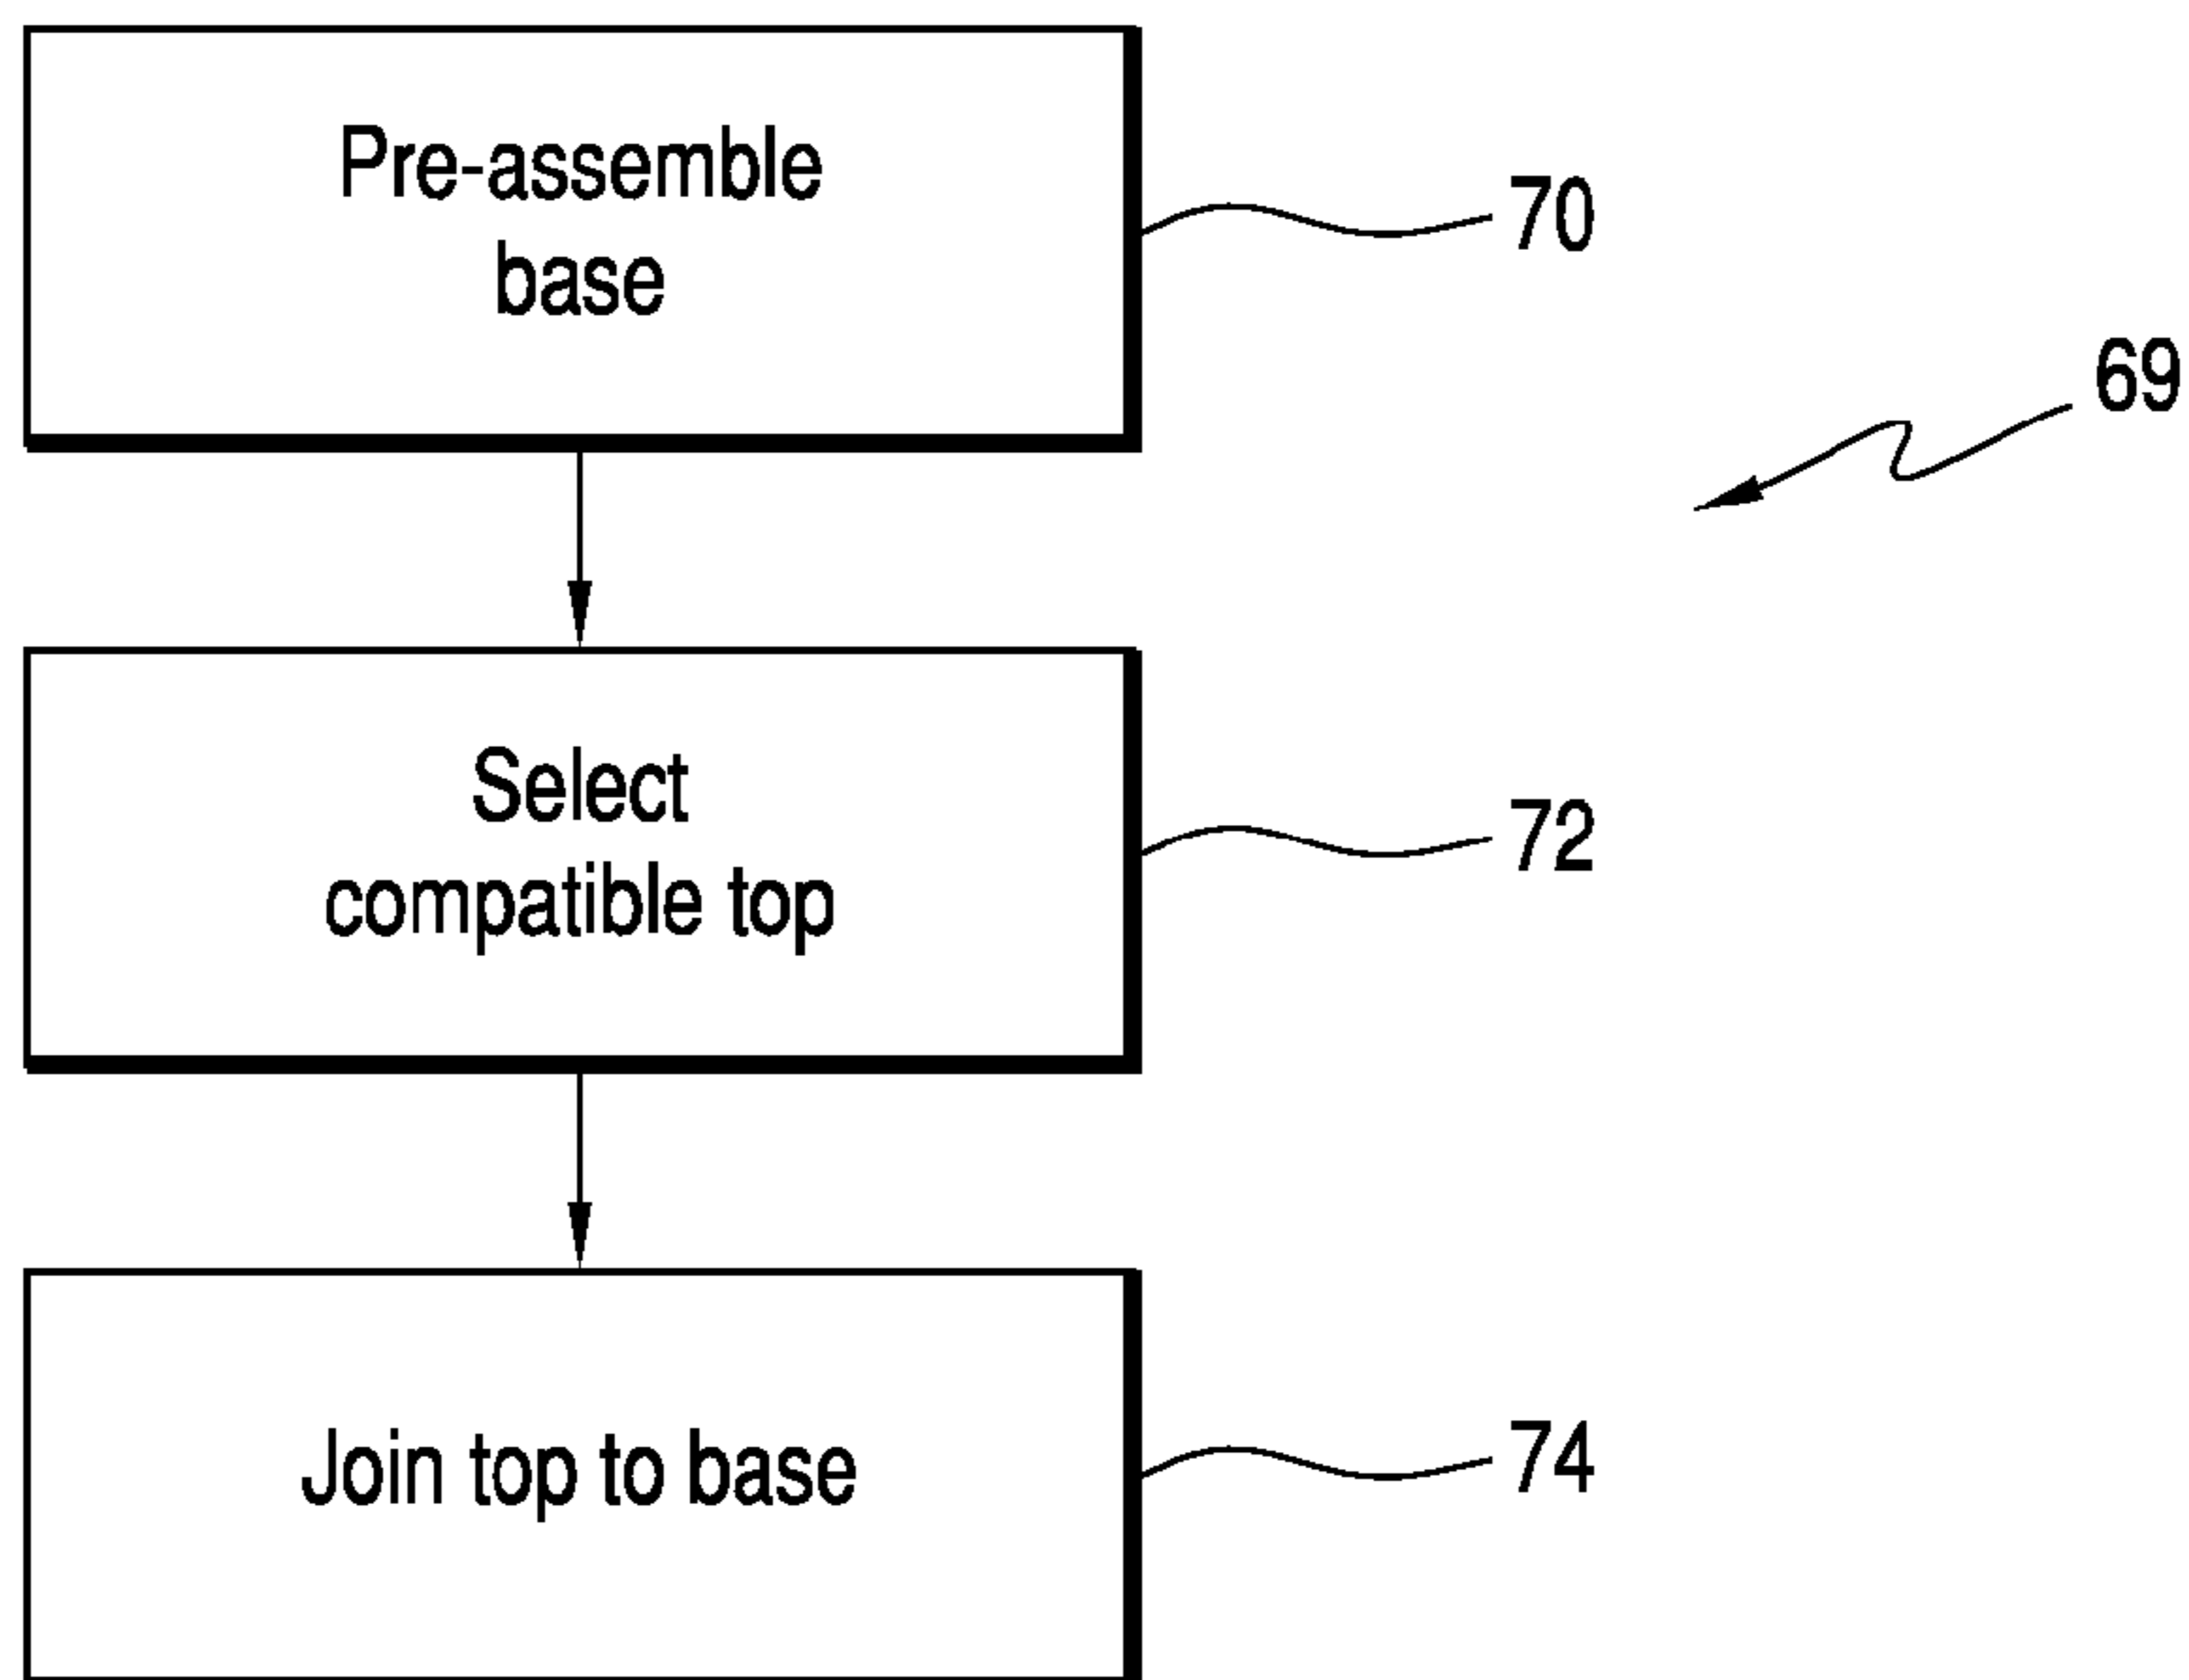 Pre-assemble
base
70
69
Select
compatible top
72
Join top to base
74